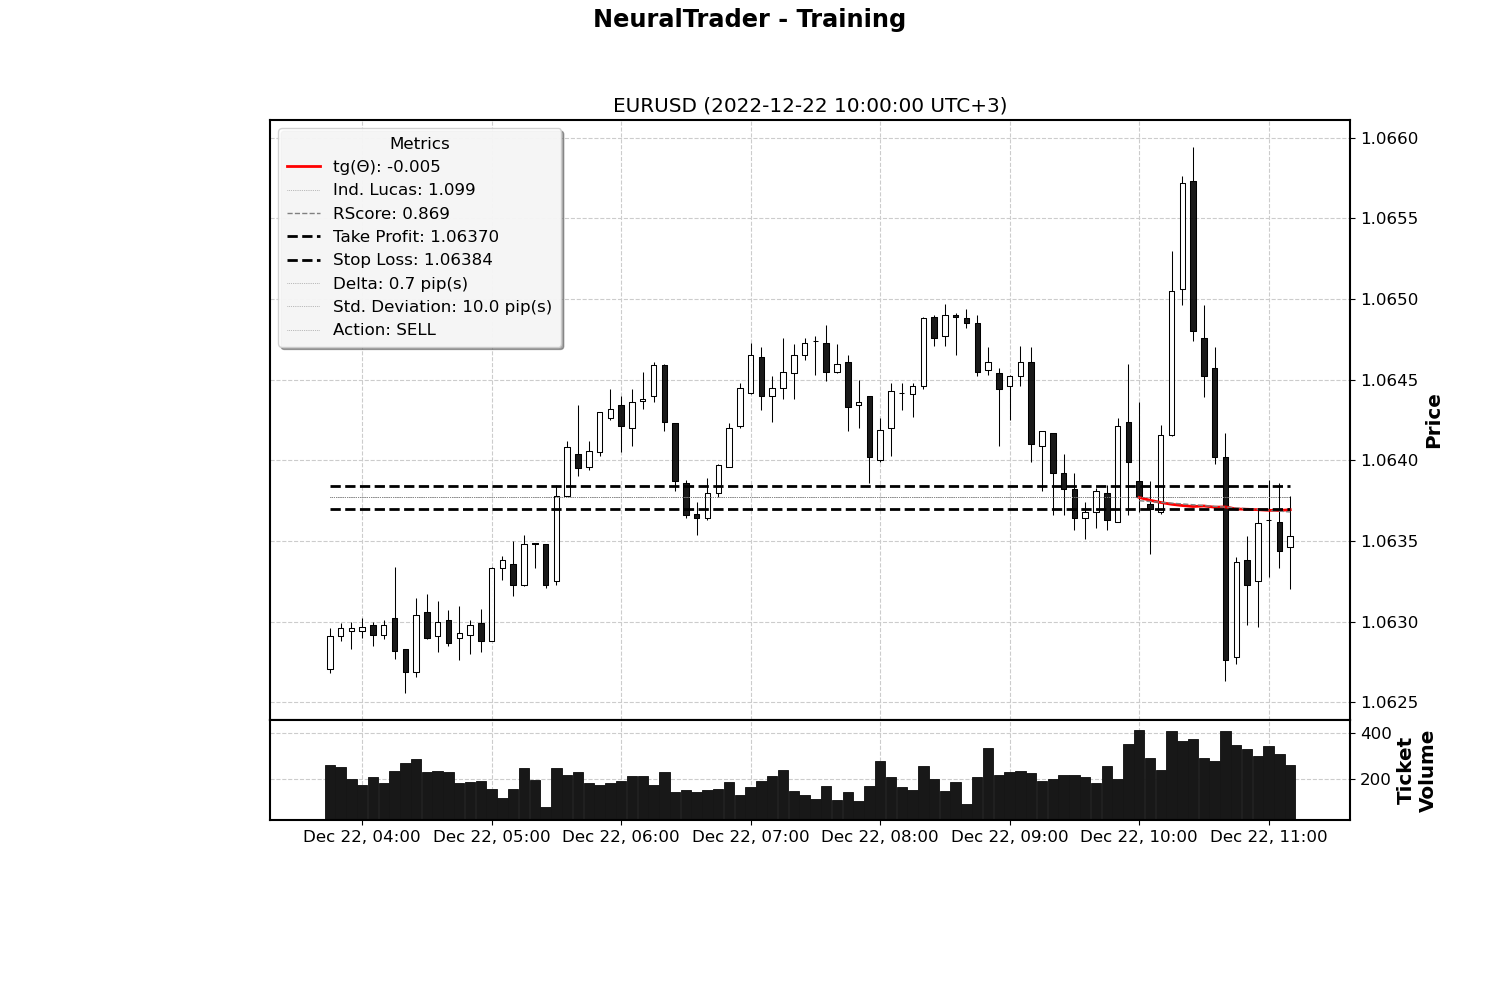 NeuralTrader - Training
EURUSD (2022-12-22 10:00:00 UTC+3)
Metrics
tg(Θ): -0.005
Ind. Lucas: 1.099
RScore: 0.869
Take Profit: 1.06370
Stop Loss: 1.06384
Delta: 0.7 pip(s)
Std. Deviation: 10.0 pip(s)
Action: SELL
1.0660
1.0655
1.0650
1.0645
1.0640
1.0635
1.0630
1.0625
Price
400
200
Ticket
Volume
Dec 22, 04:00 Dec 22, 05:00 Dec 22, 06:00 Dec 22, 07:00 Dec 22, 08:00 Dec 22, 09:00 Dec 22, 10:00 Dec 22, 11:00